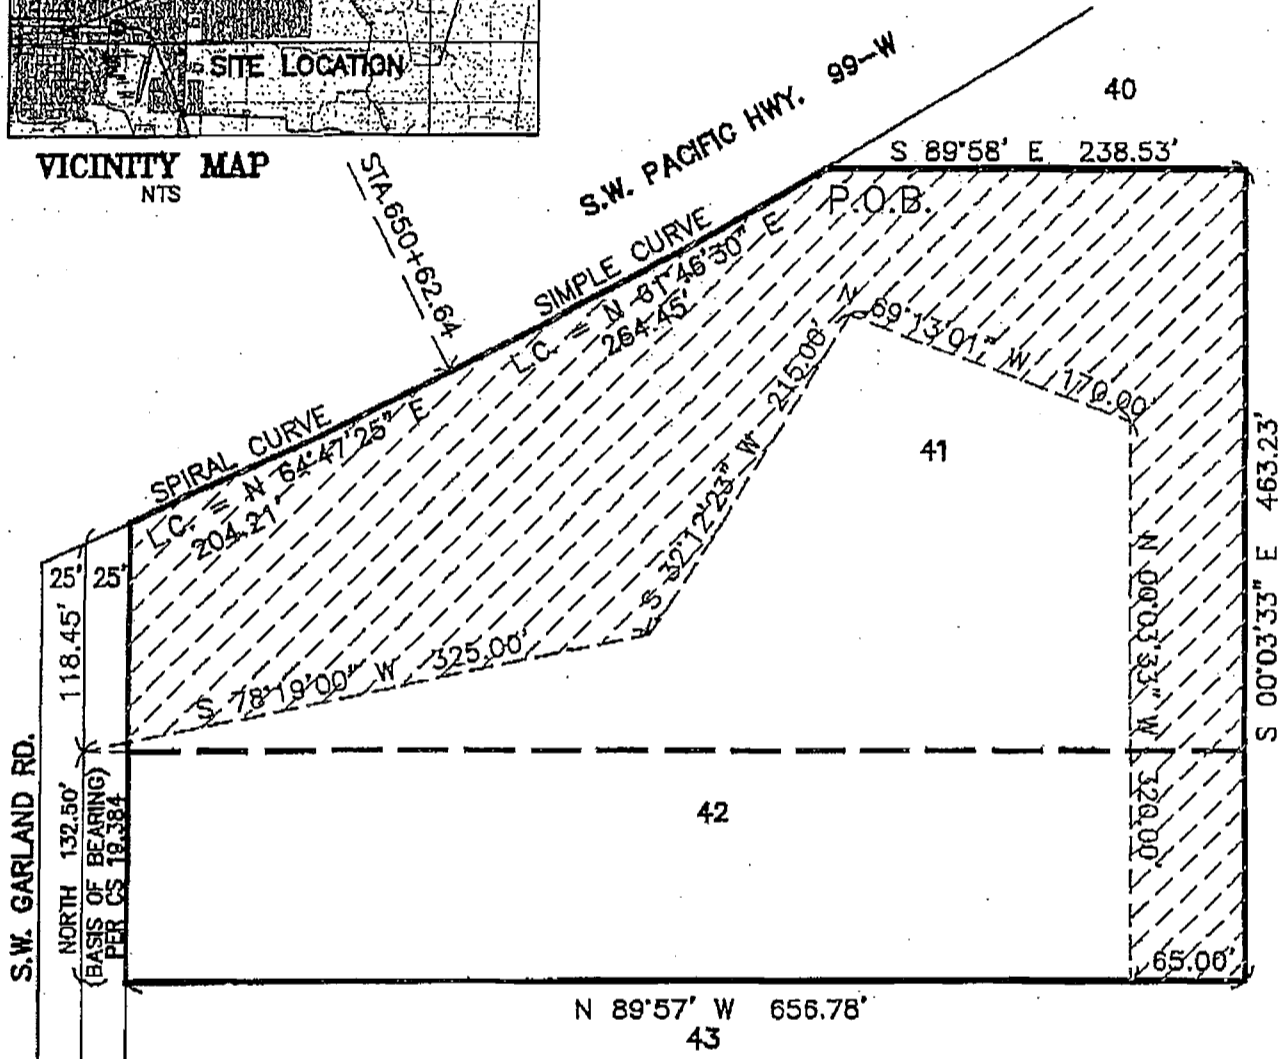 SITE LOCATION
VICINITY MAP
NTS
STA.650+62.64
S.W. PACIFIC HWY. 99-W
40
S 89°58' E 238.53'
P.O.B.
SIMPLE CURVE
L.C. = N 61°46'30" E
264.45'
SPIRAL CURVE
L.C. = N 64°47'25" E
204.21'
N 69°13'01" W 170.00'
S 32°12'23" W 215.00'
41
S 78°19'00" W 325.00'
N 00°03'33" W 320.00'
S 00°03'33" E 463.23'
25' 25'
118.45'
S.W. GARLAND RD.
NORTH 132.50'
(BASIS OF BEARING)
PER CS 19,384
42
65.00'
N 89°57' W 656.78'
43